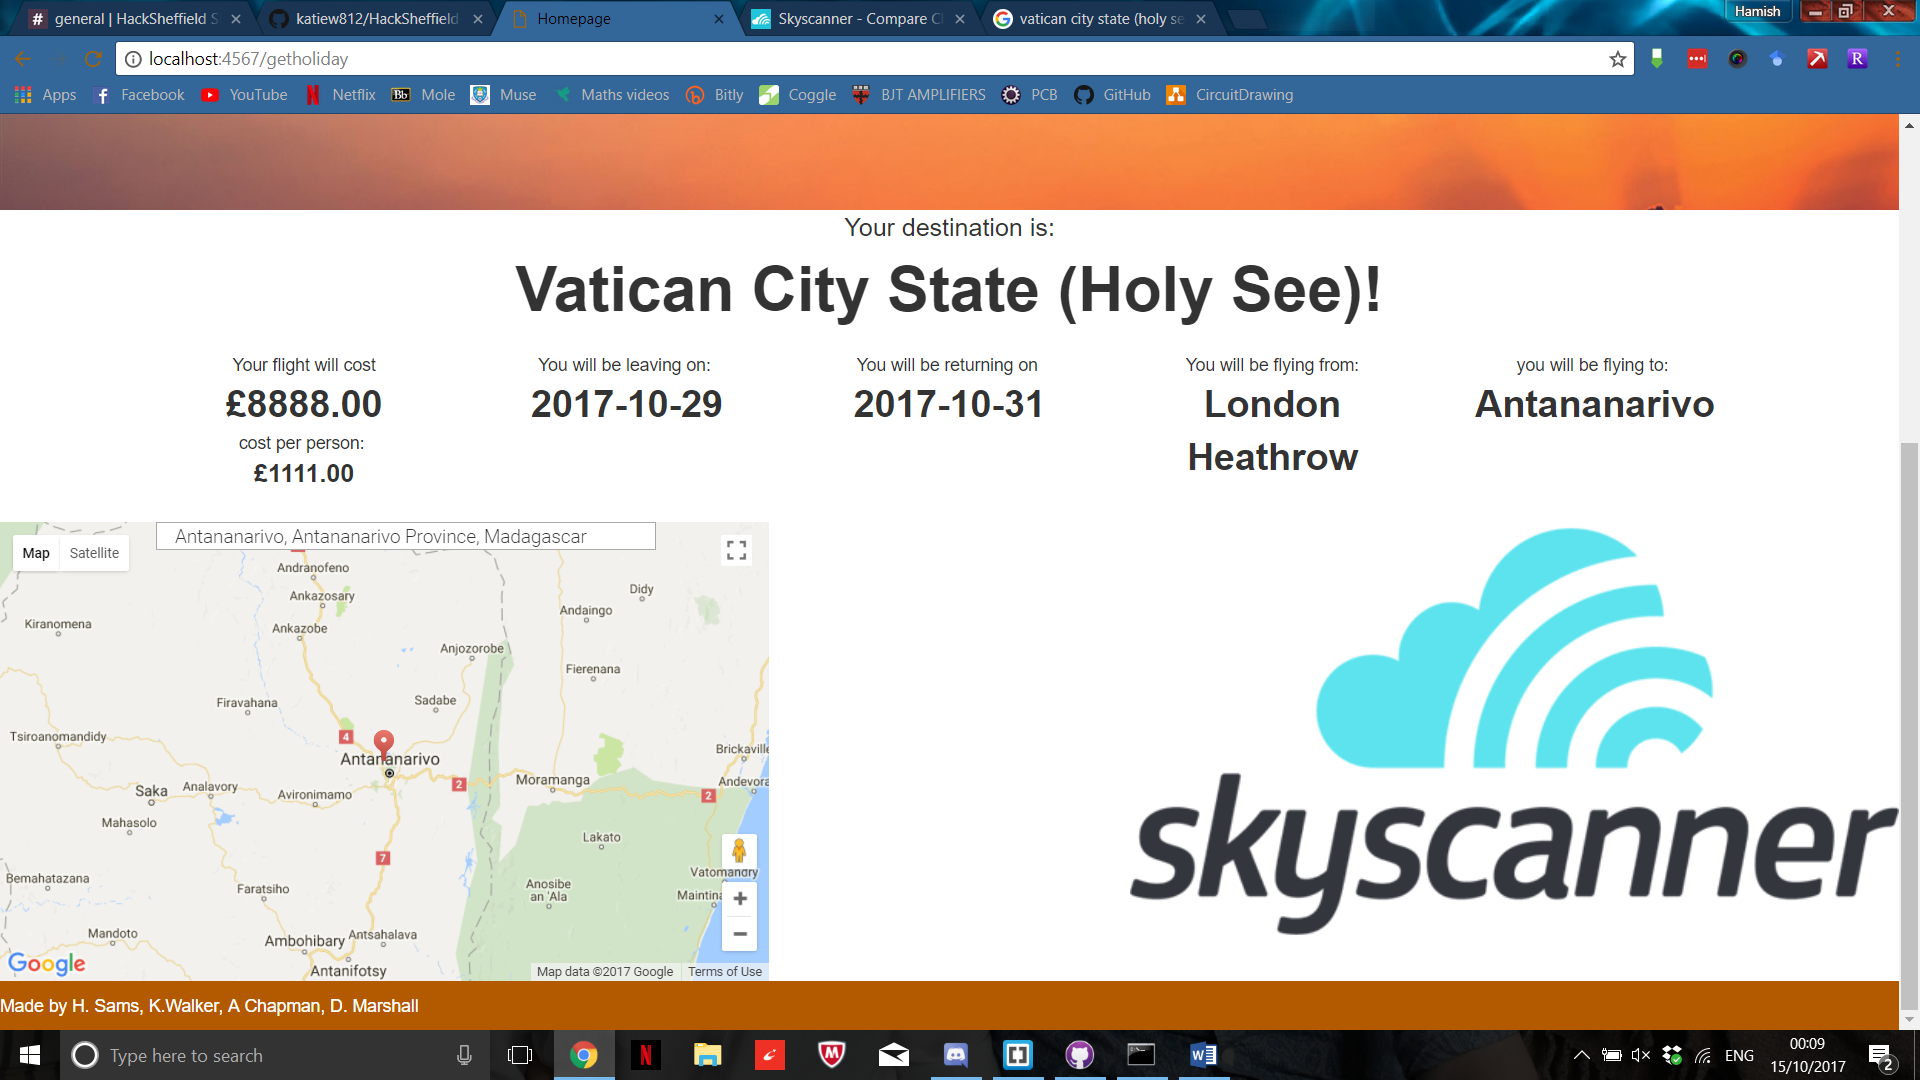 general | HackSheffield S
katiew812/HackSheffield
Homepage
Skyscanner - Compare Ch
vatican city state (holy se
Hamish
localhost:4567/getholiday
Apps
Facebook
YouTube
Netflix
Bb Mole
Muse
Maths videos
Bitly
Coggle
BJT AMPLIFIERS
PCB
GitHub
CircuitDrawing
Your destination is:
Vatican City State (Holy See)!
Your flight will cost
£8888.00
cost per person:
£1111.00
You will be leaving on:
2017-10-29
You will be returning on
2017-10-31
You will be flying from:
London
Heathrow
you will be flying to:
Antananarivo
Map
Satellite
Antananarivo, Antananarivo Province, Madagascar
Andranofeno
Didy
Ankazosary
Andaingo
Kiranomena
Ankazobe
Anjozorobe
Fierenana
Sadabe
Firavahana
Tsiroanomandidy
4
Brickaville
Antananarivo
Moramanga
Andevora
2
2
Saka
Analavory
Avironimamo
Mahasolo
Lakato
7
Vatomandry
Bemahatazana
Faratsiho
Anosibe
an 'Ala
Maintina
Mandoto
Ambohibary
Antsahalava
Antanifotsy
Google
Map data ©2017 Google
Terms of Use
skyscanner
Made by H. Sams, K.Walker, A Chapman, D. Marshall
Type here to search
ENG
00:09
15/10/2017
2